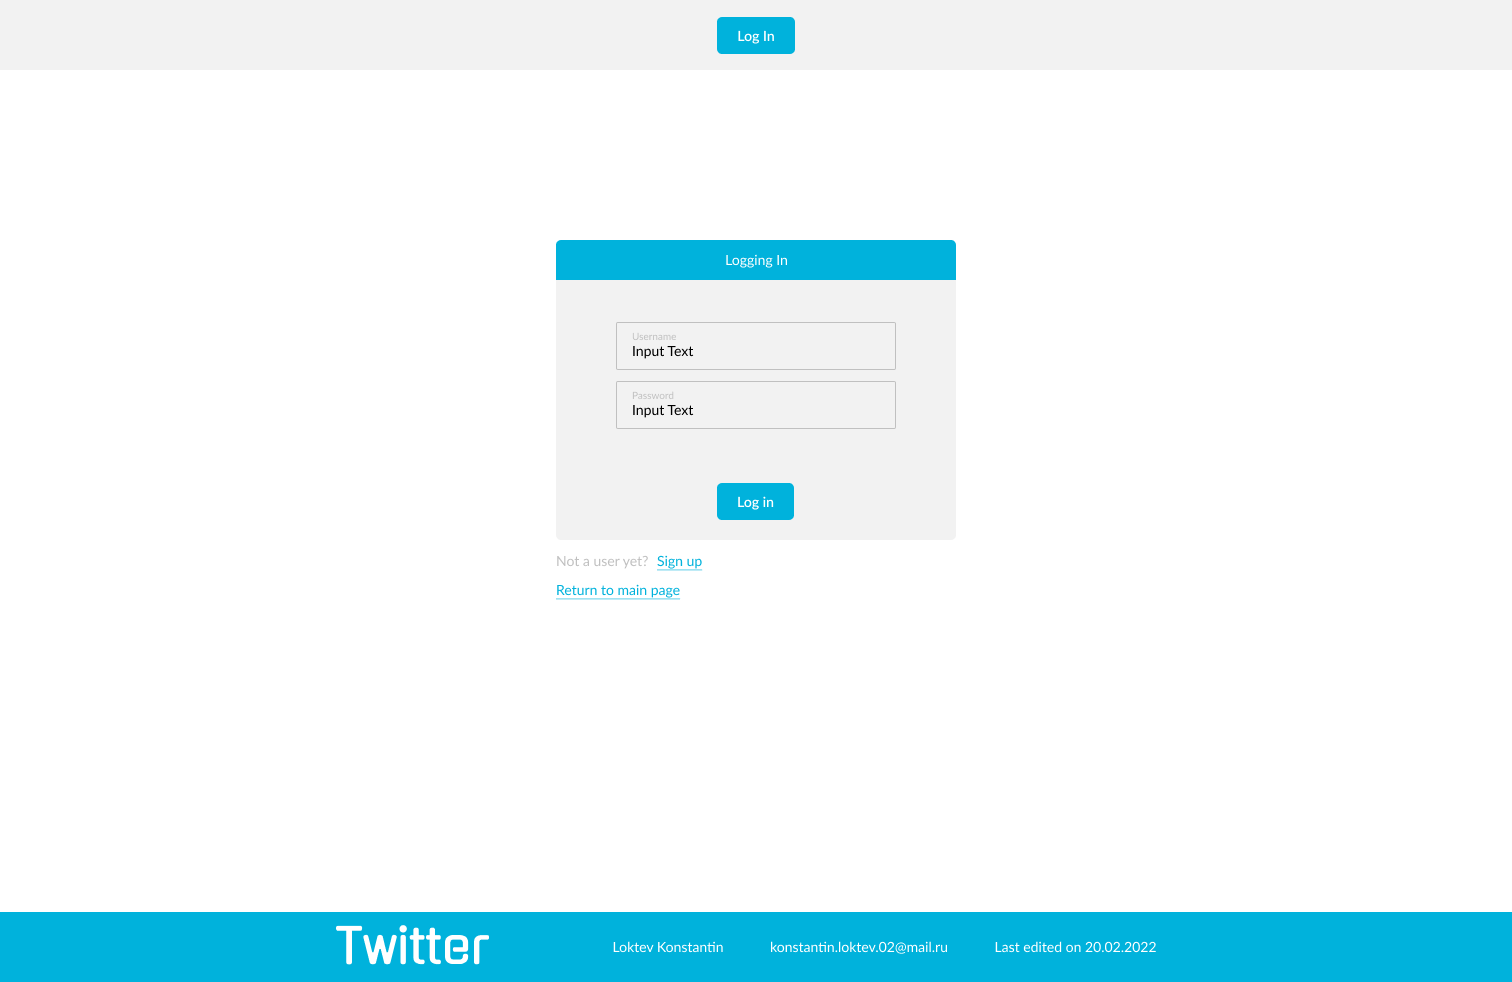 Log In
Logging In
Username
Input Text
Password
Input Text
Log in
Not a user yet? Sign up
Return to main page
Twitter
Loktev Konstantin
konstantin.loktev.02@mail.ru
Last edited on 20.02.2022